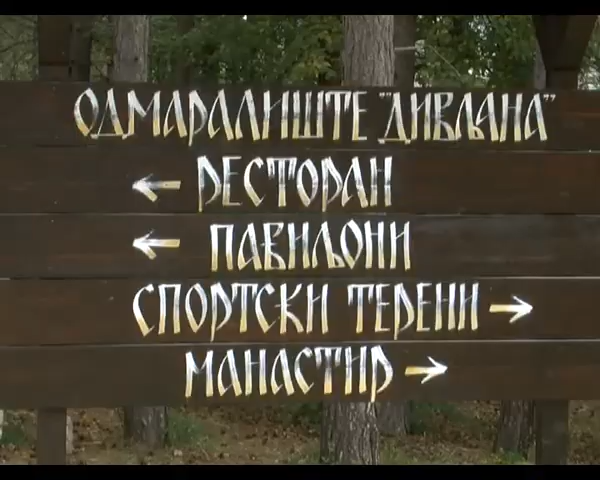 ОДМАРАЛИШТЕ "ДИВЉАНА"
← РЕСТОРАН
← ПАВИЉОНИ
СПОРТСКИ ТЕРЕНИ →
МАНАСТИР →